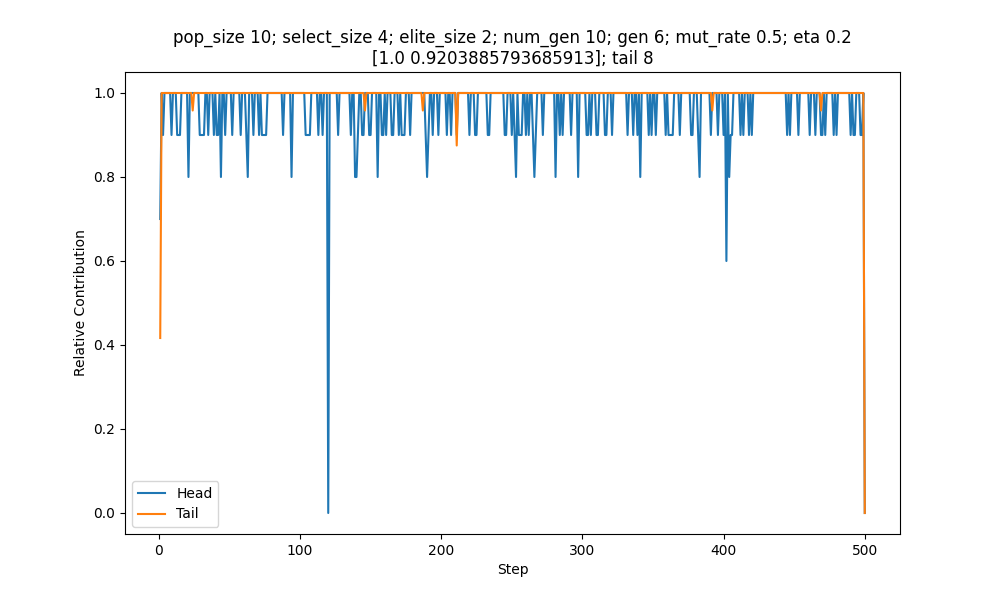 pop_size 10; select_size 4; elite_size 2; num_gen 10; gen 6; mut_rate 0.5; eta 0.2
[1.0 0.9203885793685913]; tail 8
1.0
0.8
0.6
0.4
0.2
0.0
Relative Contribution
Head
Tail
0
100
200
300
400
500
Step